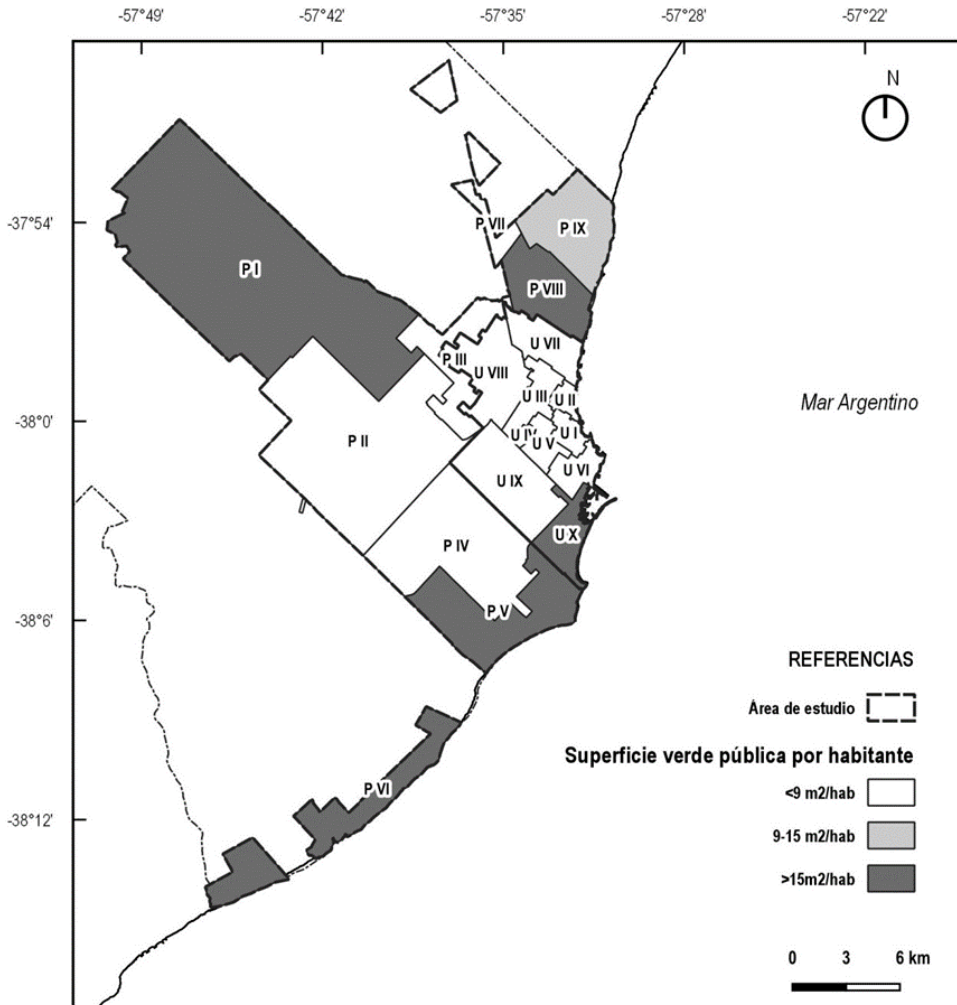 -57°49'
-57°42'
-57°35'
-57°28'
-57°22'
N
-37°54'
P VII
P IX
P I
P VIII
U VII
P III
U VIII
U III
U II
Mar Argentino
-38°0'
P II
U IV
U V
U I
U VI
U IX
U X
P IV
-38°6'
P V
REFERENCIAS
Área de estudio
Superficie verde pública por habitante
P VI
<9 m2/hab
-38°12'
9-15 m2/hab
>15m2/hab
0 3 6 km